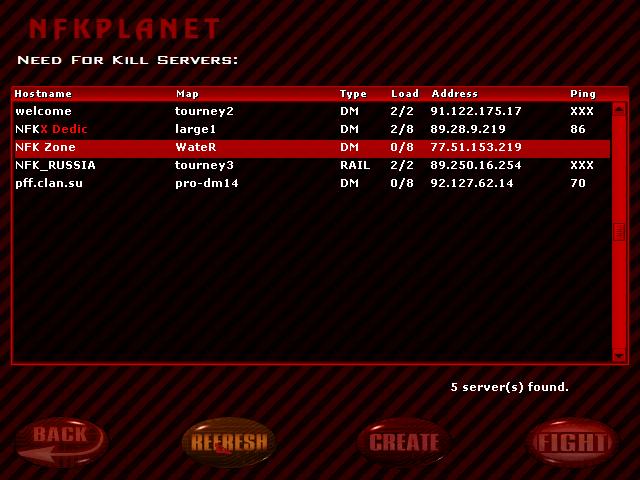 NFKPLANET
NEED FOR KILL SERVERS:
Hostname Map Type Load Address Ping
welcome tourney2 DM 2/2 91.122.175.17 XXX
NFKX Dedic large1 DM 2/8 89.28.9.219 86
NFK Zone WateR DM 0/8 77.51.153.219
NFK_RUSSIA tourney3 RAIL 2/2 89.250.16.254 XXX
pff.clan.su pro-dm14 DM 0/8 92.127.62.14 70
5 server(s) found.
BACK REFRESH CREATE FIGHT